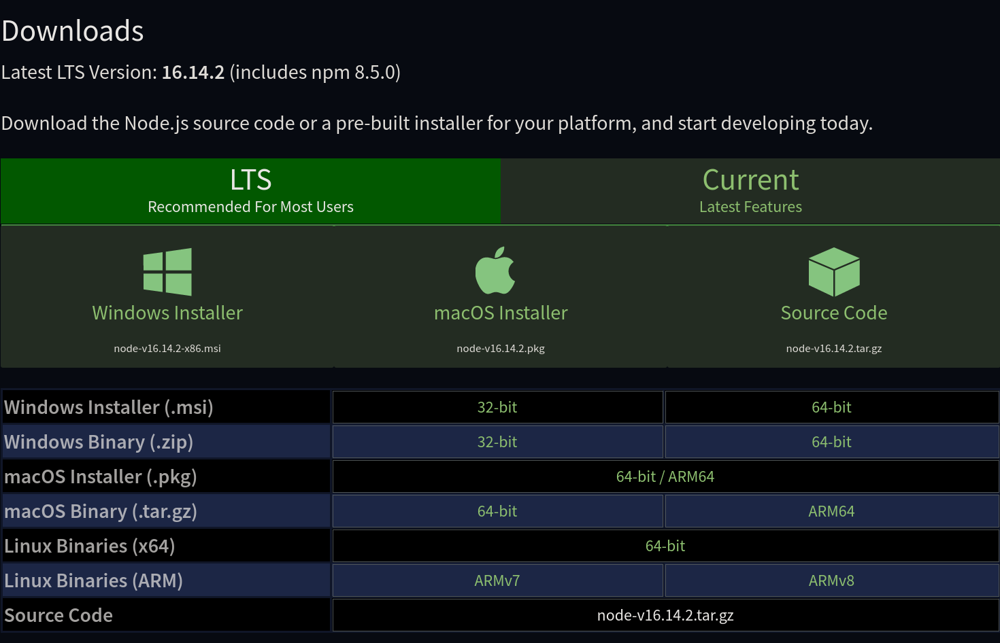 Downloads
Latest LTS Version: 16.14.2 (includes npm 8.5.0)
Download the Node.js source code or a pre-built installer for your platform, and start developing today.
LTS
Recommended For Most Users
Current
Latest Features
Windows Installer
node-v16.14.2-x86.msi
macOS Installer
node-v16.14.2.pkg
Source Code
node-v16.14.2.tar.gz
Windows Installer (.msi) 32-bit 64-bit
Windows Binary (.zip) 32-bit 64-bit
macOS Installer (.pkg) 64-bit / ARM64
macOS Binary (.tar.gz) 64-bit ARM64
Linux Binaries (x64) 64-bit
Linux Binaries (ARM) ARMv7 ARMv8
Source Code node-v16.14.2.tar.gz